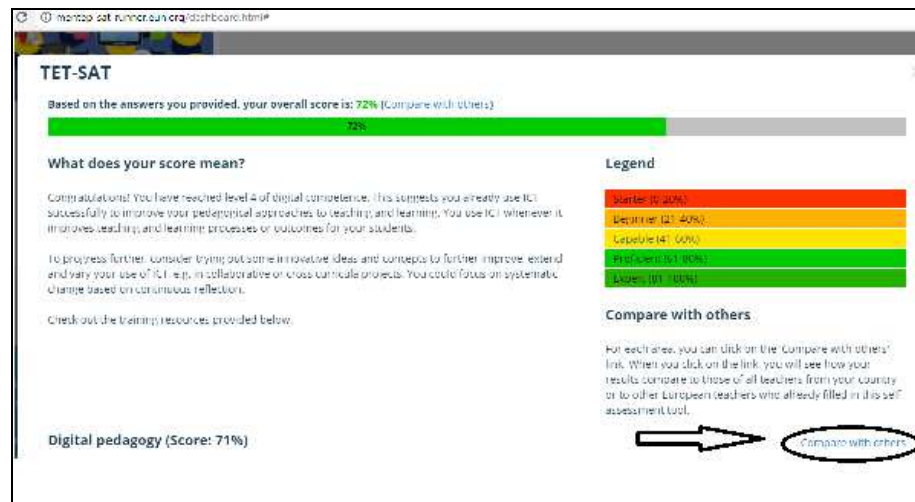 mentep-sat-runner.eun.org/dashboard.html#
TET-SAT
Based on the answers you provided, your overall score is: 72% (Compare with others)
72%
What does your score mean?
Congratulations! You have reached level 4 of digital competence. This suggests you already use ICT
successfully to improve your pedagogical approaches to teaching and learning. You use ICT whenever it
improves teaching and learning processes or outcomes for your students.
To progress further, consider trying out some innovative ideas and concepts to further improve, extend
and vary your use of ICT, e.g. in collaborative or cross curricula projects. You could focus on systematic
change based on continuous reflection.
Check out the training resources provided below.
Legend
Starter (0-20%)
Beginner (21-40%)
Capable (41-60%)
Proficient (61-80%)
Expert (81-100%)
Compare with others
For each area, you can click on the 'Compare with others'
link. When you click on the link, you will see how your
results compare to those of all teachers from your country
or to other European teachers who already filled in this self
assessment tool.
Digital pedagogy (Score: 71%)
Compare with others